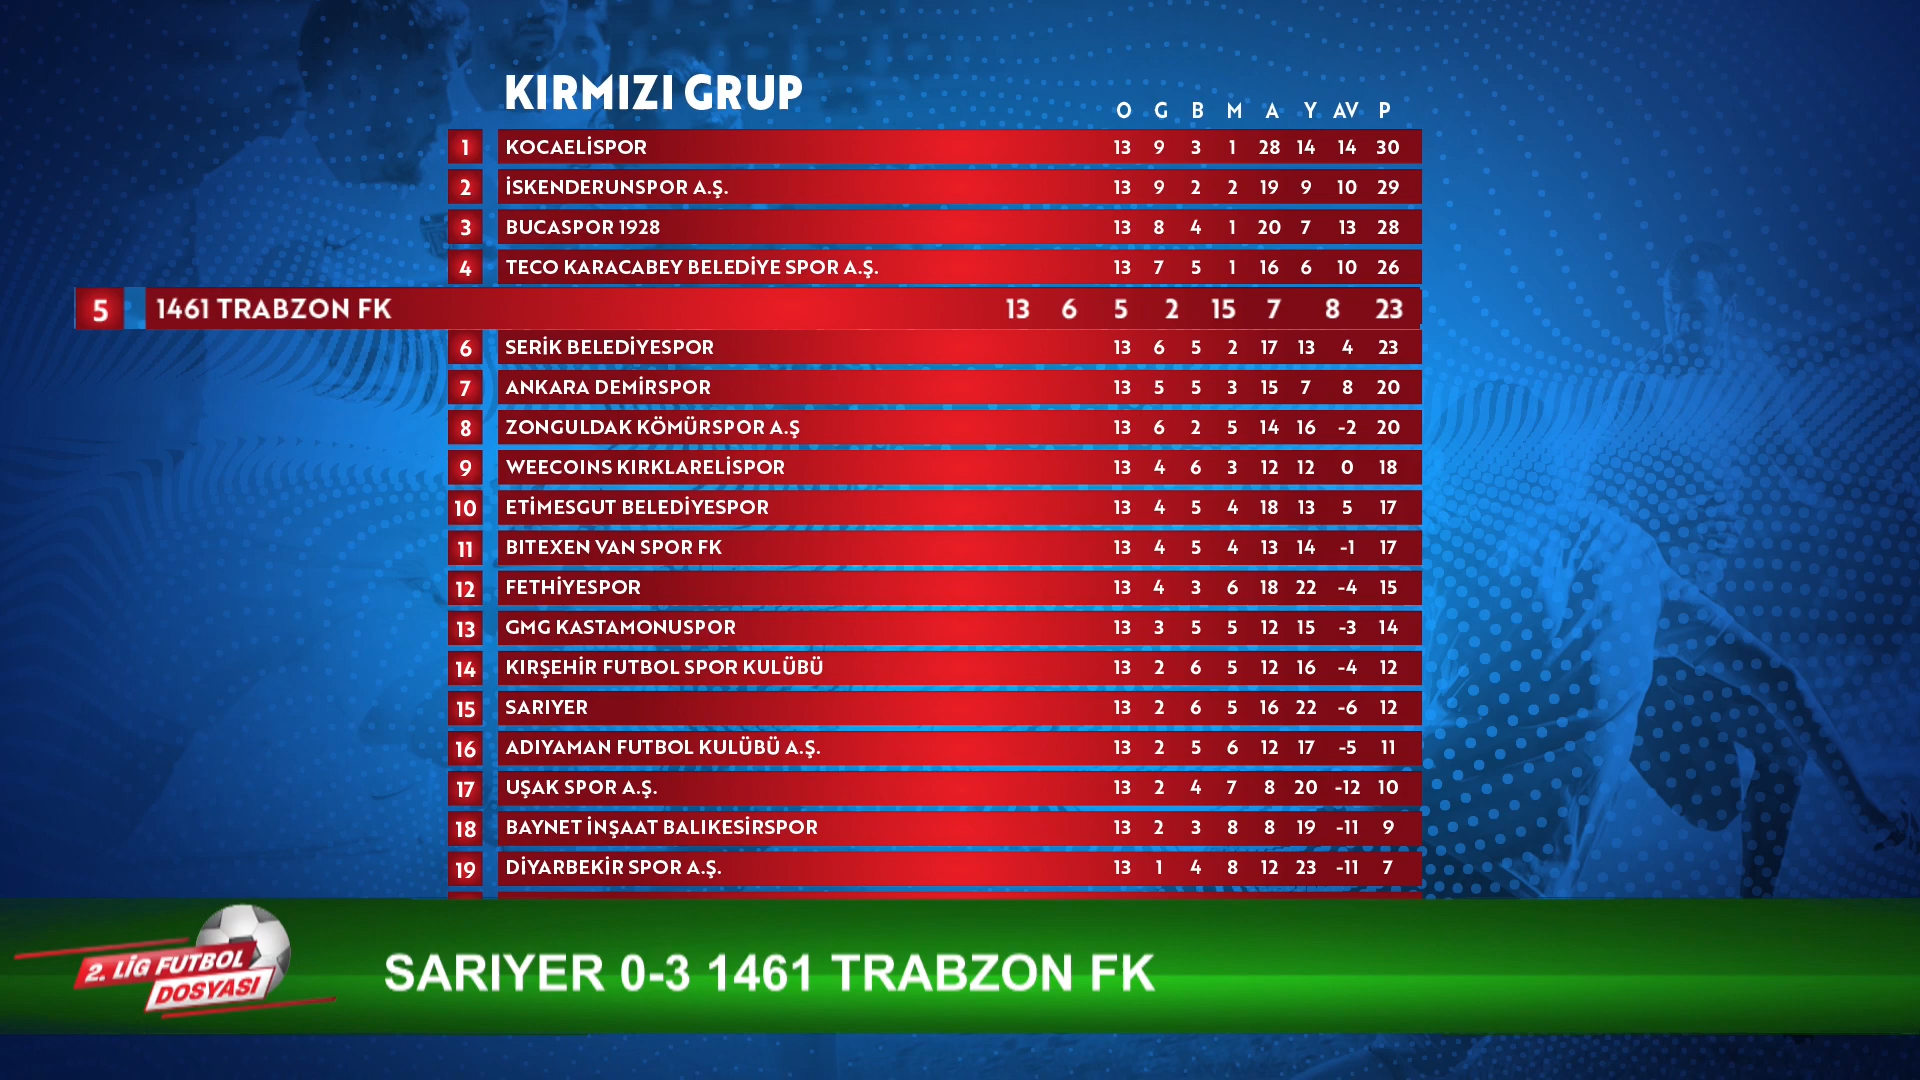 KIRMIZI GRUP
O G B M A Y AV P
1 KOCAELİSPOR 13 9 3 1 28 14 14 30
2 İSKENDERUNSPOR A.Ş. 13 9 2 2 19 9 10 29
3 BUCASPOR 1928 13 8 4 1 20 7 13 28
4 TECO KARACABEY BELEDİYE SPOR A.Ş. 13 7 5 1 16 6 10 26
5 1461 TRABZON FK 13 6 5 2 15 7 8 23
6 SERİK BELEDİYESPOR 13 6 5 2 17 13 4 23
7 ANKARA DEMİRSPOR 13 5 5 3 15 7 8 20
8 ZONGULDAK KÖMÜRSPOR A.Ş 13 6 2 5 14 16 -2 20
9 WEECOINS KIRKLARELİSPOR 13 4 6 3 12 12 0 18
10 ETİMESGUT BELEDİYESPOR 13 4 5 4 18 13 5 17
11 BITEXEN VAN SPOR FK 13 4 5 4 13 14 -1 17
12 FETHİYESPOR 13 4 3 6 18 22 -4 15
13 GMG KASTAMONUSPOR 13 3 5 5 12 15 -3 14
14 KIRŞEHİR FUTBOL SPOR KULÜBÜ 13 2 6 5 12 16 -4 12
15 SARIYER 13 2 6 5 16 22 -6 12
16 ADIYAMAN FUTBOL KULÜBÜ A.Ş. 13 2 5 6 12 17 -5 11
17 UŞAK SPOR A.Ş. 13 2 4 7 8 20 -12 10
18 BAYNET İNŞAAT BALIKESİRSPOR 13 2 3 8 8 19 -11 9
19 DİYARBEKİR SPOR A.Ş. 13 1 4 8 12 23 -11 7
2. LİG FUTBOL
DOSYASI
SARIYER 0-3 1461 TRABZON FK